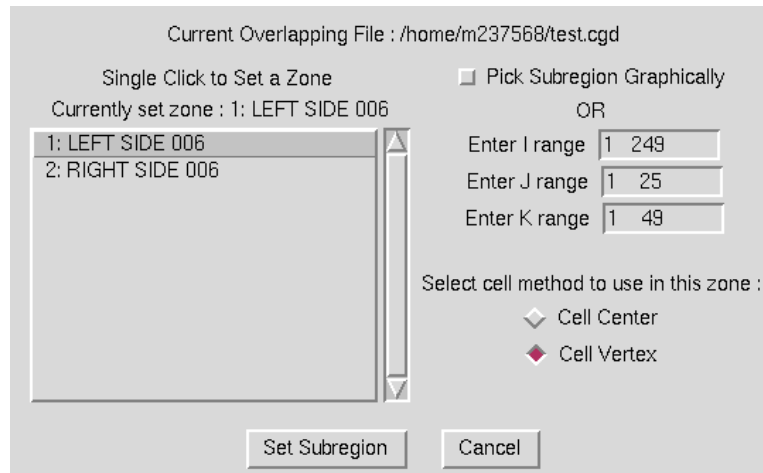 Current Overlapping File : /home/m237568/test.cgd
Single Click to Set a Zone
Currently set zone : 1: LEFT SIDE 006
1: LEFT SIDE 006
2: RIGHT SIDE 006
Pick Subregion Graphically
OR
Enter I range 1 249
Enter J range 1 25
Enter K range 1 49
Select cell method to use in this zone :
Cell Center
Cell Vertex
Set Subregion
Cancel